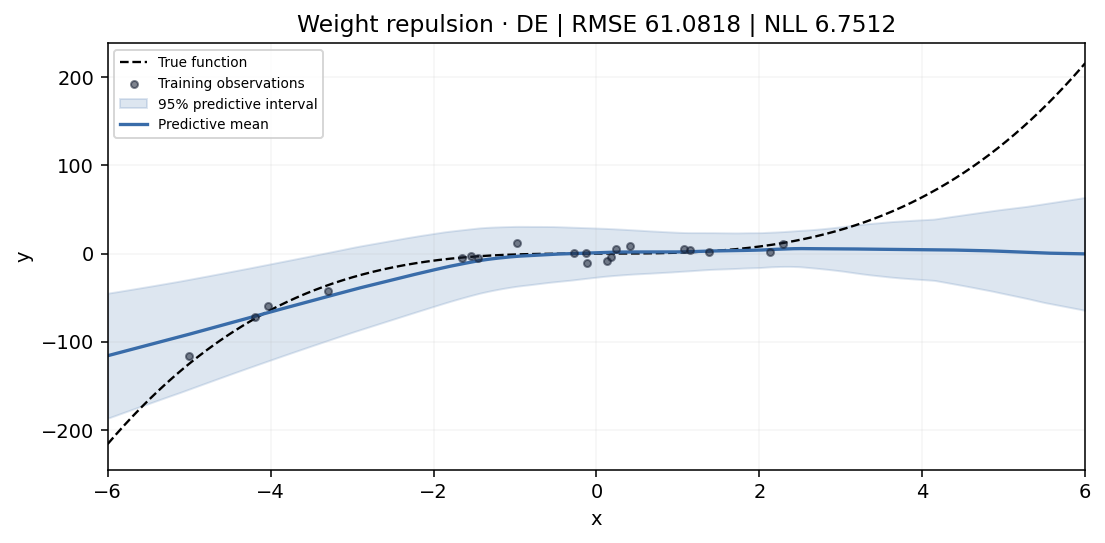 Weight repulsion · DE | RMSE 61.0818 | NLL 6.7512
True function
Training observations
95% predictive interval
Predictive mean
200
100
0
−100
−200
y
−6 −4 −2 0 2 4 6
x